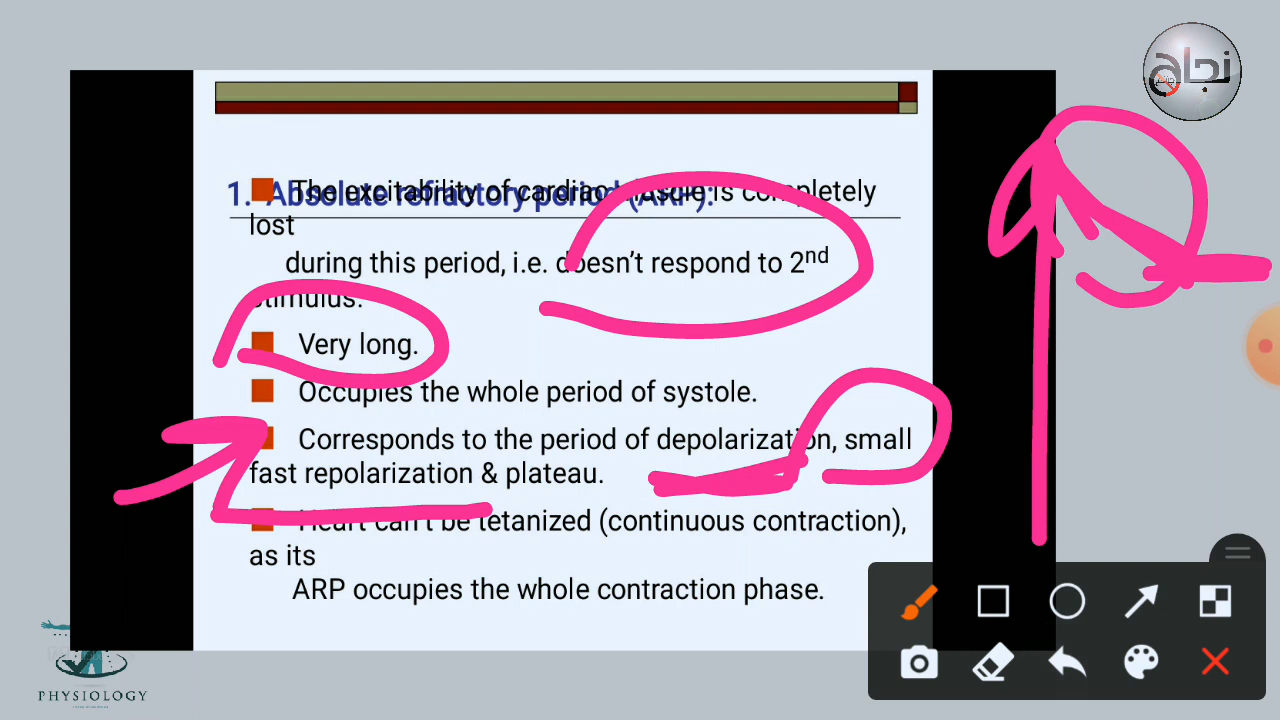 نجابي
1. Absolute refractory period (ARP):
The excitability of cardiac muscle is completely
lost
during this period, i.e. doesn't respond to 2nd
stimulus.
Very long.
Occupies the whole period of systole.
Corresponds to the period of depolarization, small
fast repolarization & plateau.
Heart can't be tetanized (continuous contraction),
as its
ARP occupies the whole contraction phase.
PHYSIOLOGY